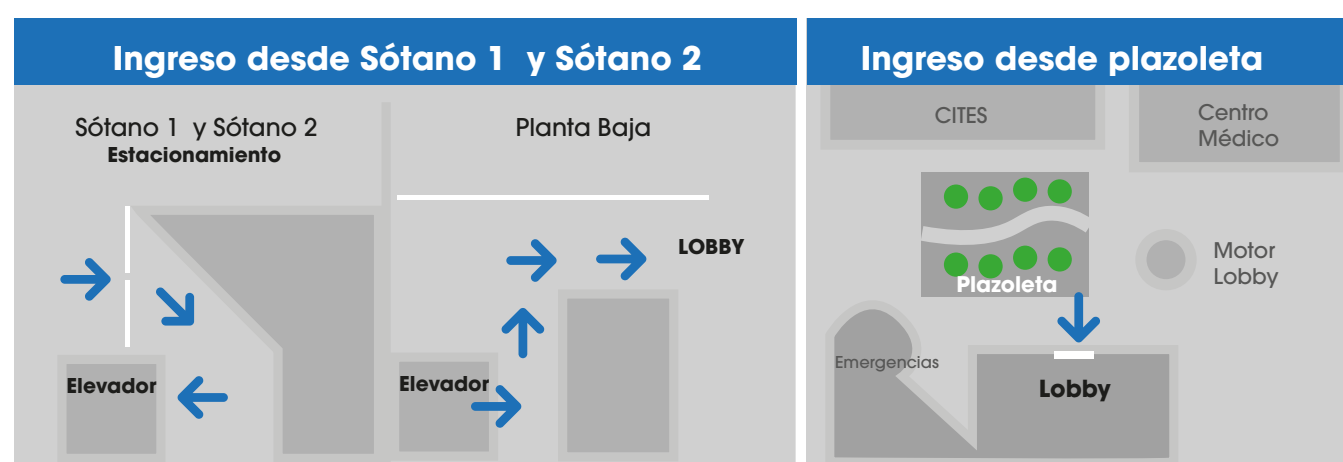 Ingreso desde Sótano 1 y Sótano 2
Sótano 1 y Sótano 2
Estacionamiento
Elevador
Planta Baja
LOBBY
Elevador
Ingreso desde plazoleta
CITES
Centro
Médico
Plazoleta
Motor
Lobby
Emergencias
Lobby